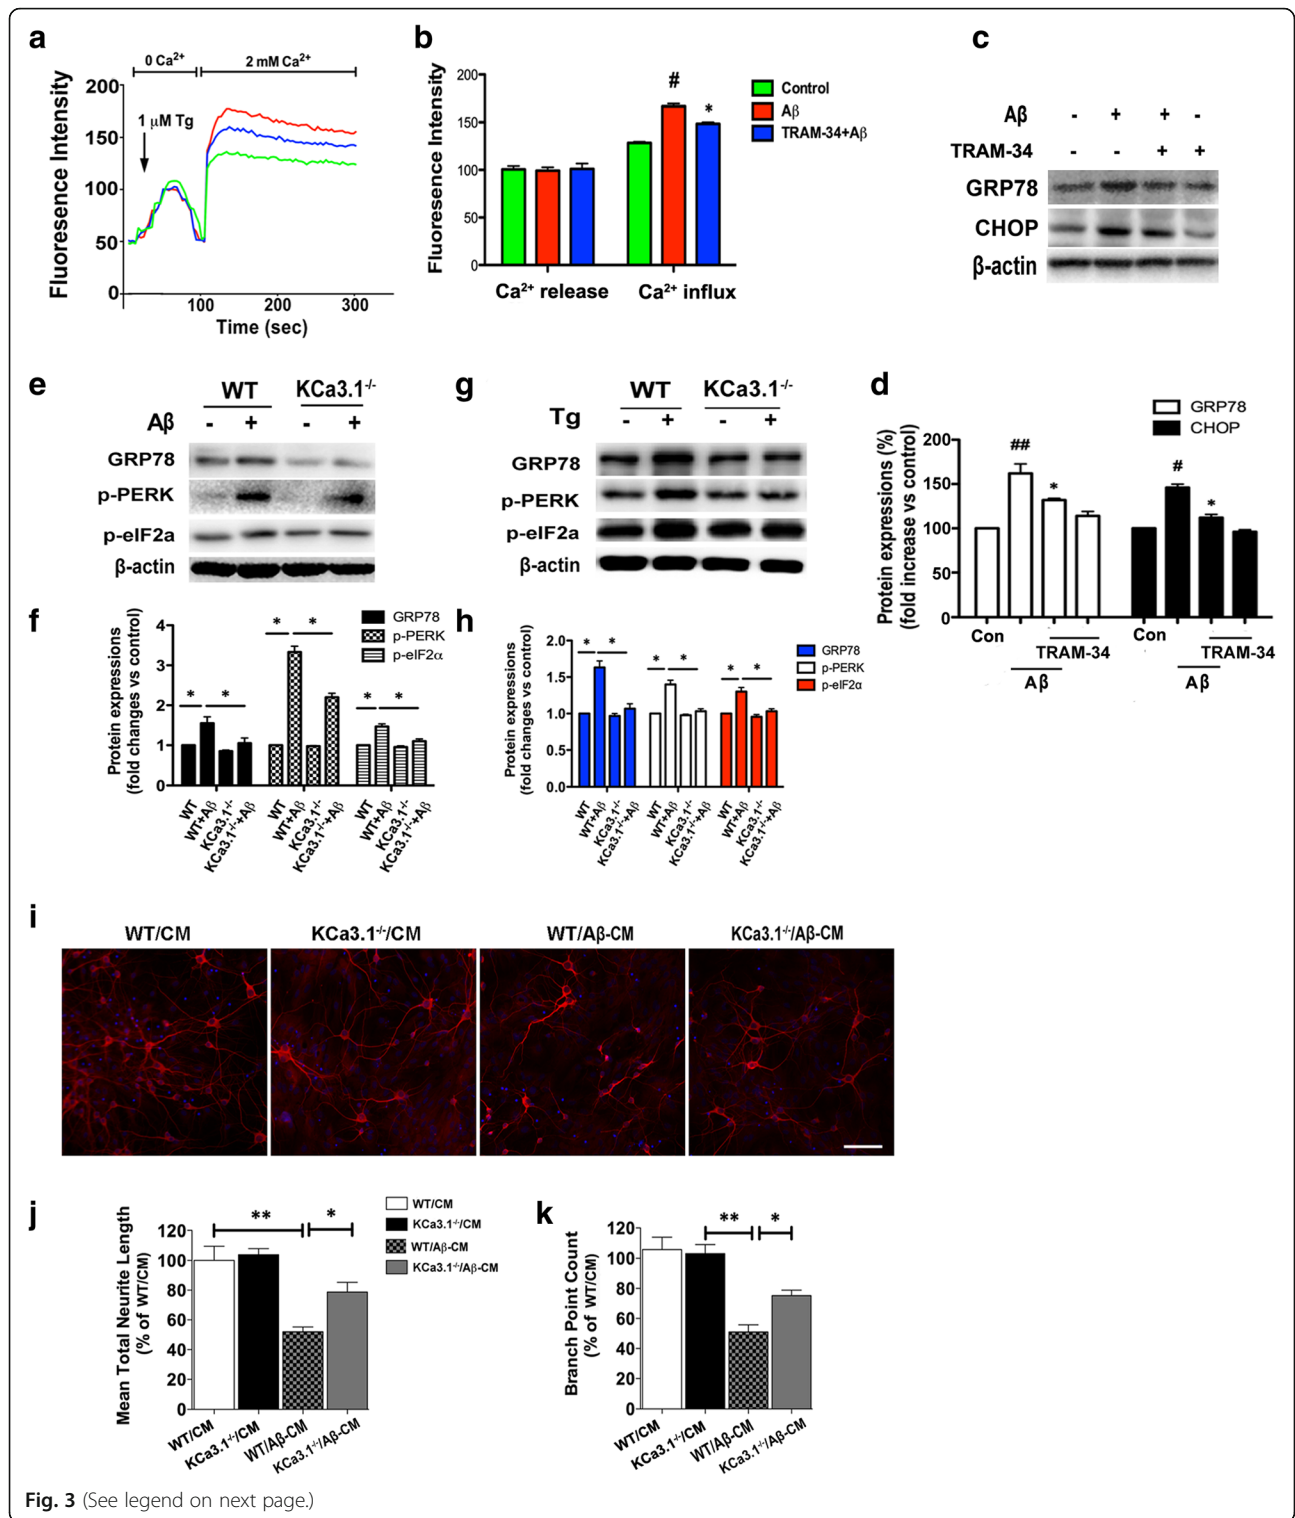 a
0 Ca²⁺
2 mM Ca²⁺
Fluoresence Intensity
200
150
100
50
0
1 μM Tg
100
200
300
Time (sec)
b
Fluoresence Intensity
200
150
100
50
0
#
*
Control
Aβ
TRAM-34+Aβ
Ca²⁺ release
Ca²⁺ influx
c
Aβ - + + -
TRAM-34 - - + +
GRP78
CHOP
β-actin
e
WT KCa3.1⁻/⁻
Aβ - + - +
GRP78
p-PERK
p-eIF2a
β-actin
g
WT KCa3.1⁻/⁻
Tg - + - +
GRP78
p-PERK
p-eIF2a
β-actin
d
GRP78
CHOP
Protein expressions (%)
(fold increase vs control)
200
150
100
50
0
##
*
#
*
Con
TRAM-34
Aβ
Con
TRAM-34
Aβ
f
Protein expressions
(fold changes vs control)
4
3
2
1
0
* *
* *
* *
GRP78
p-PERK
p-eIF2α
WT
WT+Aβ
KCa3.1⁻/⁻
KCa3.1⁻/⁻+Aβ
WT
WT+Aβ
KCa3.1⁻/⁻
KCa3.1⁻/⁻+Aβ
WT
WT+Aβ
KCa3.1⁻/⁻
KCa3.1⁻/⁻+Aβ
h
Protein expressions
(fold changes vs control)
2.0
1.5
1.0
0.5
0.0
* *
* *
* *
GRP78
p-PERK
p-eIF2α
WT
WT+Aβ
KCa3.1⁻/⁻
KCa3.1⁻/⁻+Aβ
WT
WT+Aβ
KCa3.1⁻/⁻
KCa3.1⁻/⁻+Aβ
WT
WT+Aβ
KCa3.1⁻/⁻
KCa3.1⁻/⁻+Aβ
i
WT/CM
KCa3.1⁻/⁻/CM
WT/Aβ-CM
KCa3.1⁻/⁻/Aβ-CM
j
Mean Total Neurite Length
(% of WT/CM)
120
100
80
60
40
20
0
** *
WT/CM
KCa3.1⁻/⁻/CM
WT/Aβ-CM
KCa3.1⁻/⁻/Aβ-CM
WT/CM
KCa3.1⁻/⁻/CM
WT/Aβ-CM
KCa3.1⁻/⁻/Aβ-CM
k
Branch Point Count
(% of WT/CM)
120
100
80
60
40
20
0
** *
WT/CM
KCa3.1⁻/⁻/CM
WT/Aβ-CM
KCa3.1⁻/⁻/Aβ-CM
Fig. 3 (See legend on next page.)